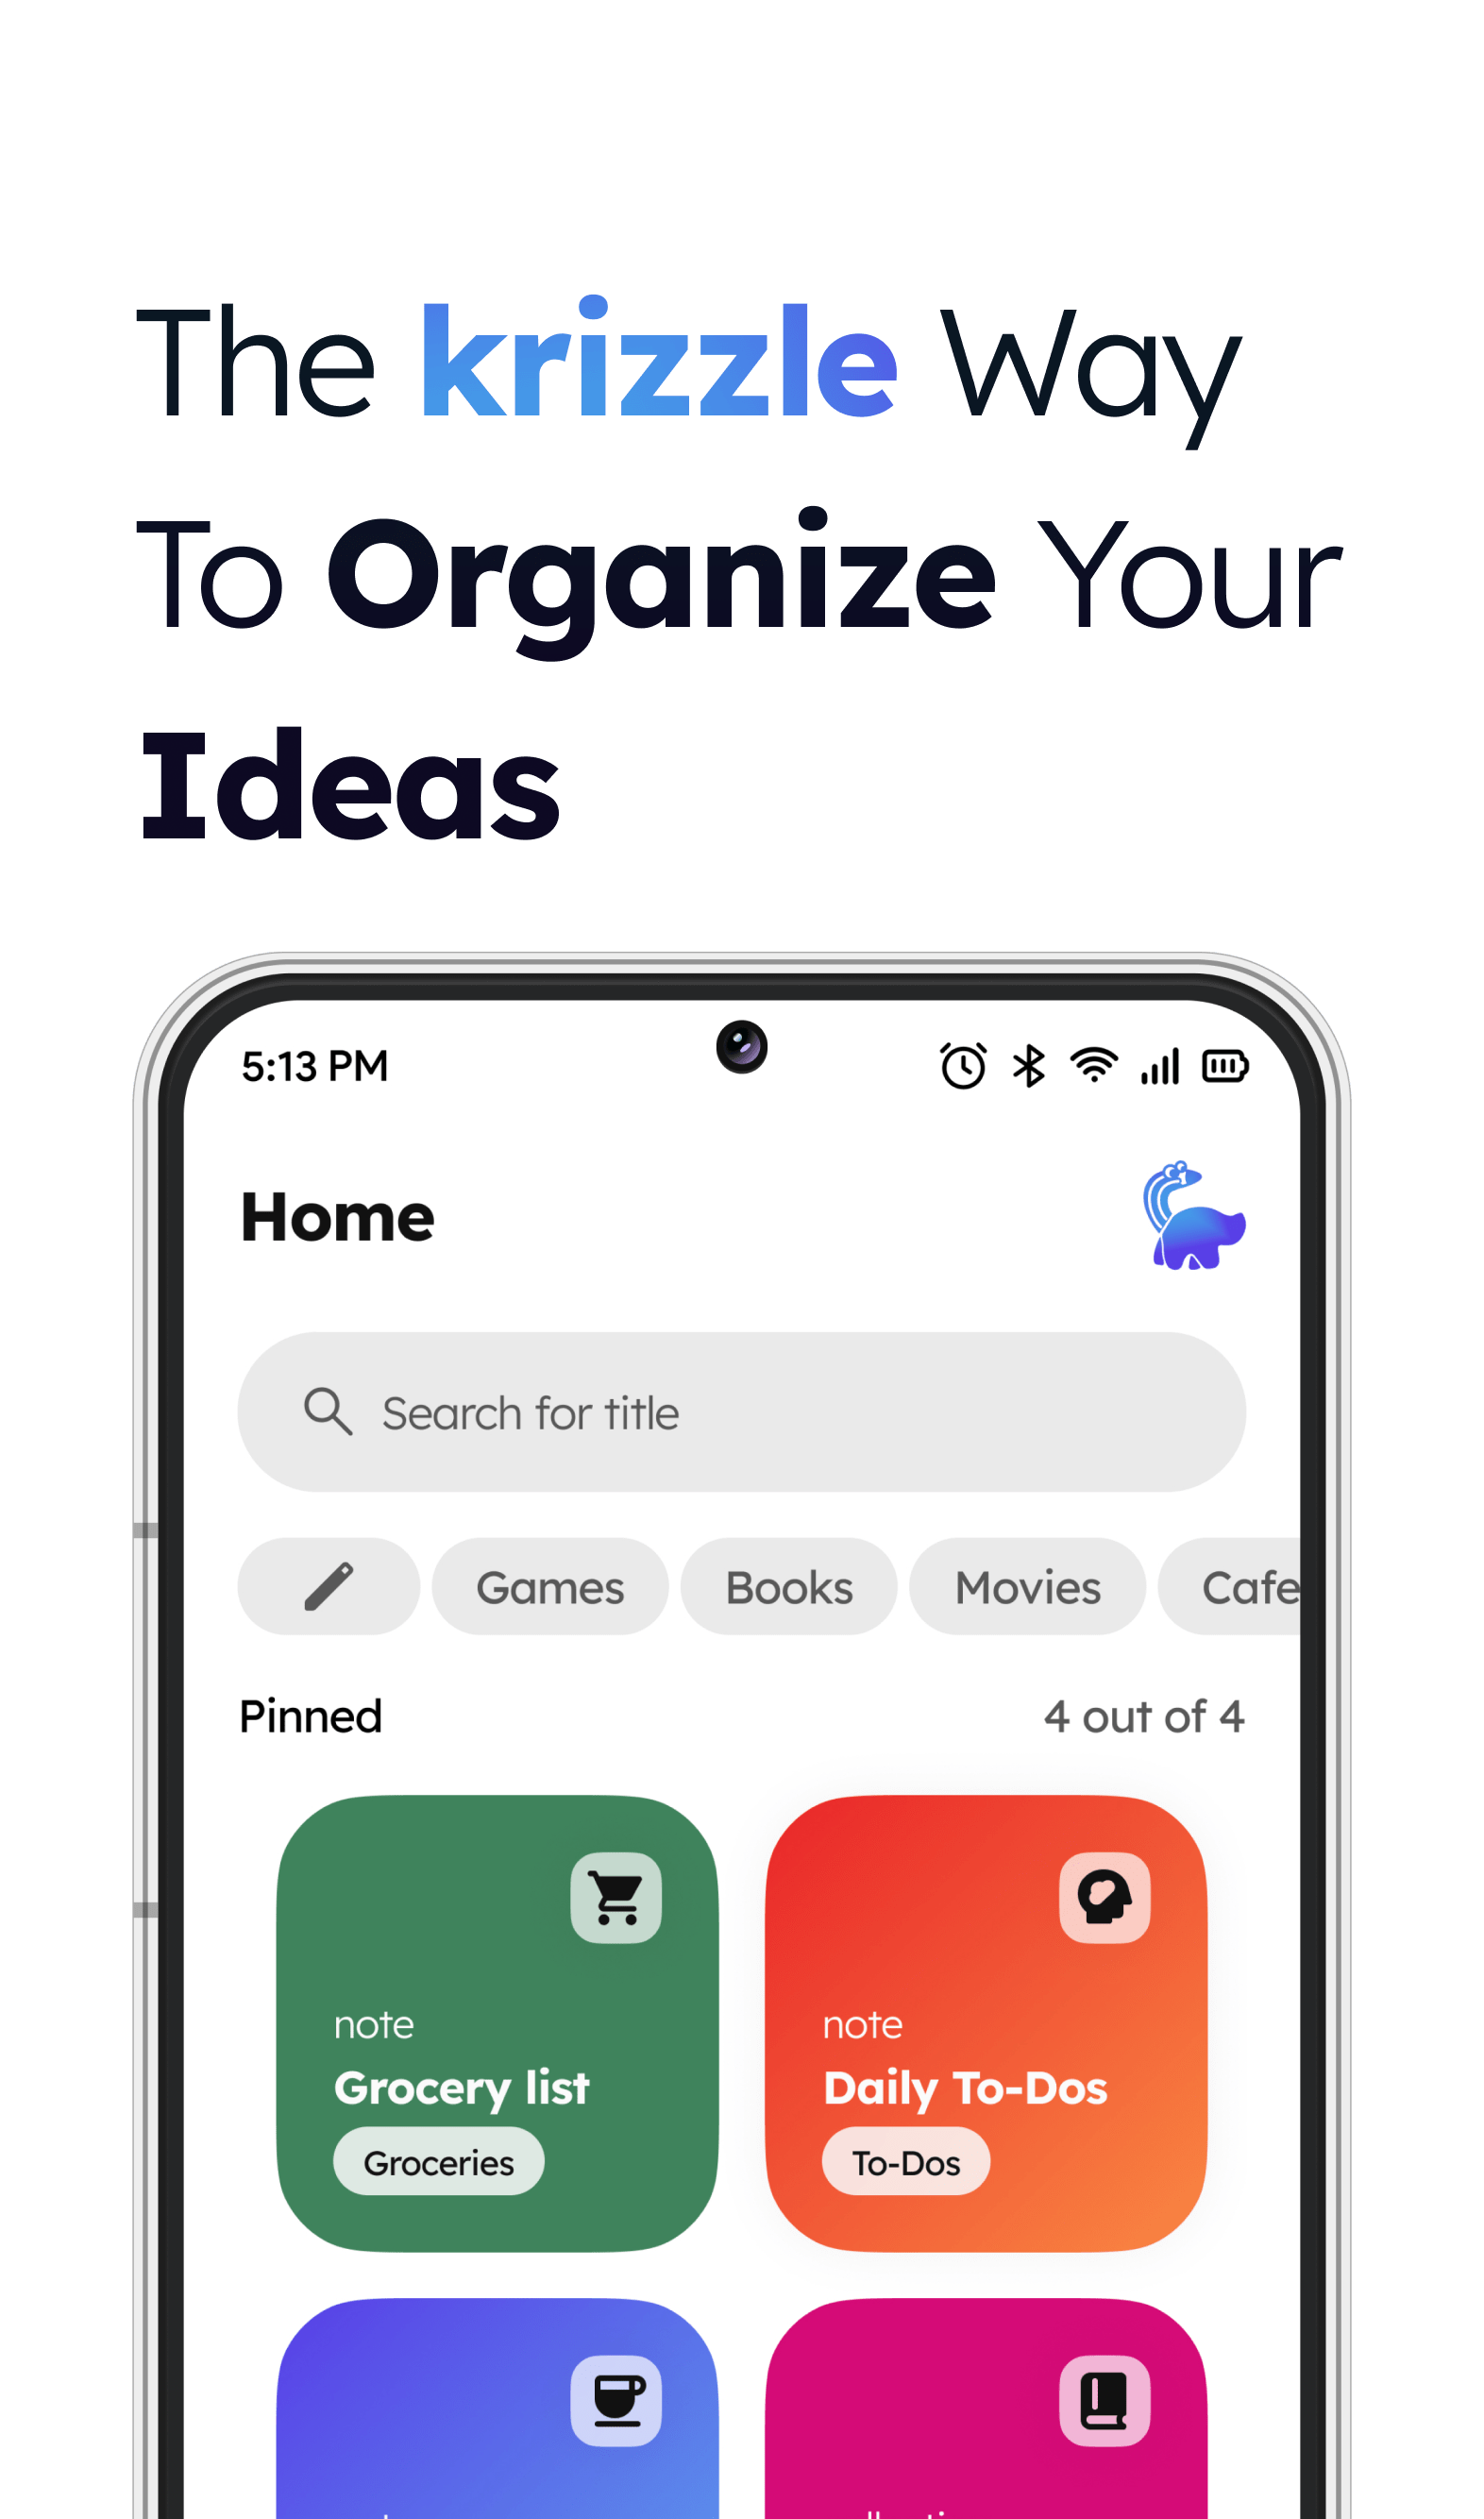 The krizzle Way
To Organize Your
Ideas
5:13 PM
Home
Search for title
Games Books Movies Cafe
Pinned 4 out of 4
note note
Grocery list Daily To-Dos
Groceries To-Dos